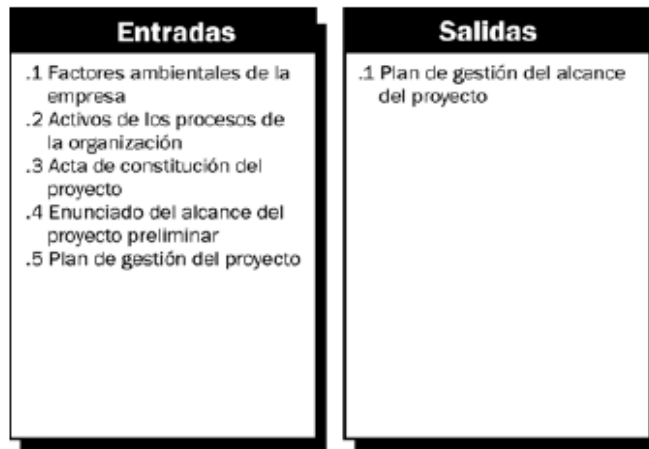 Entradas
.1 Factores ambientales de la
empresa
.2 Activos de los procesos de
la organización
.3 Acta de constitución del
proyecto
.4 Enunciado del alcance del
proyecto preliminar
.5 Plan de gestión del proyecto
Salidas
.1 Plan de gestión del alcance
del proyecto